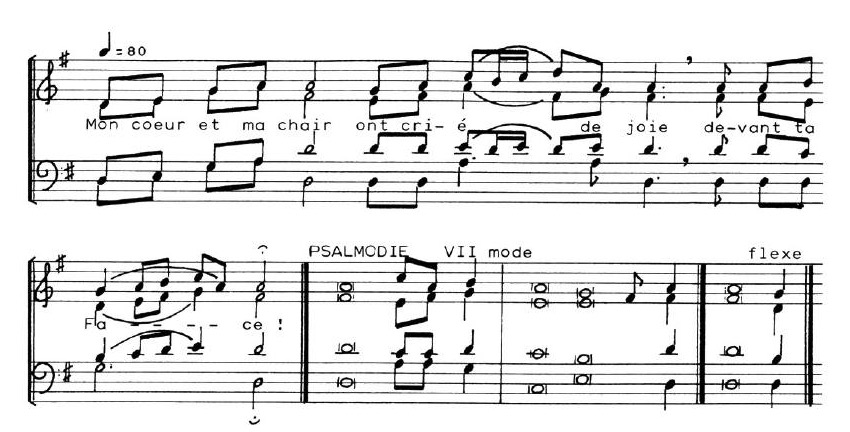 ♩ = 80
Mon coeur et ma chair ont cri- é de joie de-vant ta
PSALMODIE VII mode flexe
Fa - - - - ce !